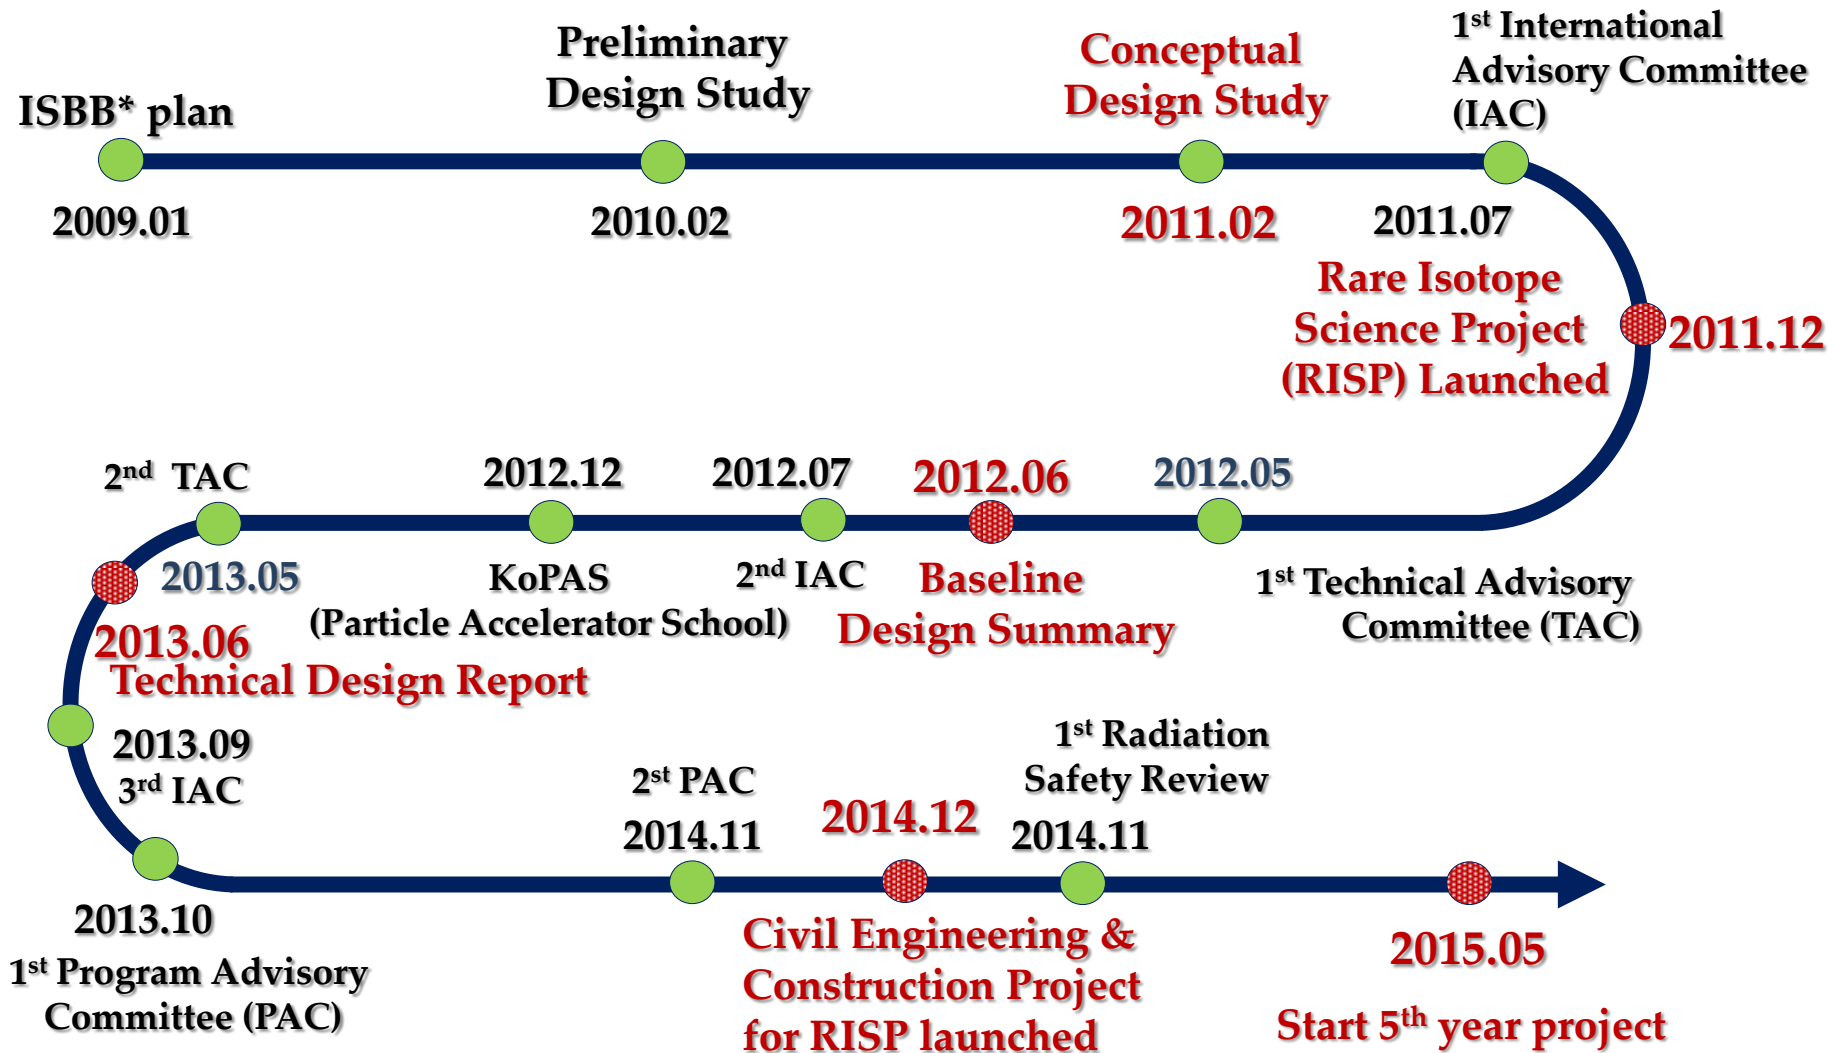 ISBB* plan
2009.01
Preliminary
Design Study
2010.02
Conceptual
Design Study
2011.02
1st International
Advisory Committee
(IAC)
2011.07
Rare Isotope
Science Project
(RISP) Launched
2011.12
2012.05
1st Technical Advisory
Committee (TAC)
2012.06
Baseline
Design Summary
2012.07
2nd IAC
2012.12
KoPAS
(Particle Accelerator School)
2nd TAC
2013.05
2013.06
Technical Design Report
2013.09
3rd IAC
2013.10
1st Program Advisory
Committee (PAC)
2st PAC
2014.11
2014.12
Civil Engineering &
Construction Project
for RISP launched
1st Radiation
Safety Review
2014.11
2015.05
Start 5th year project